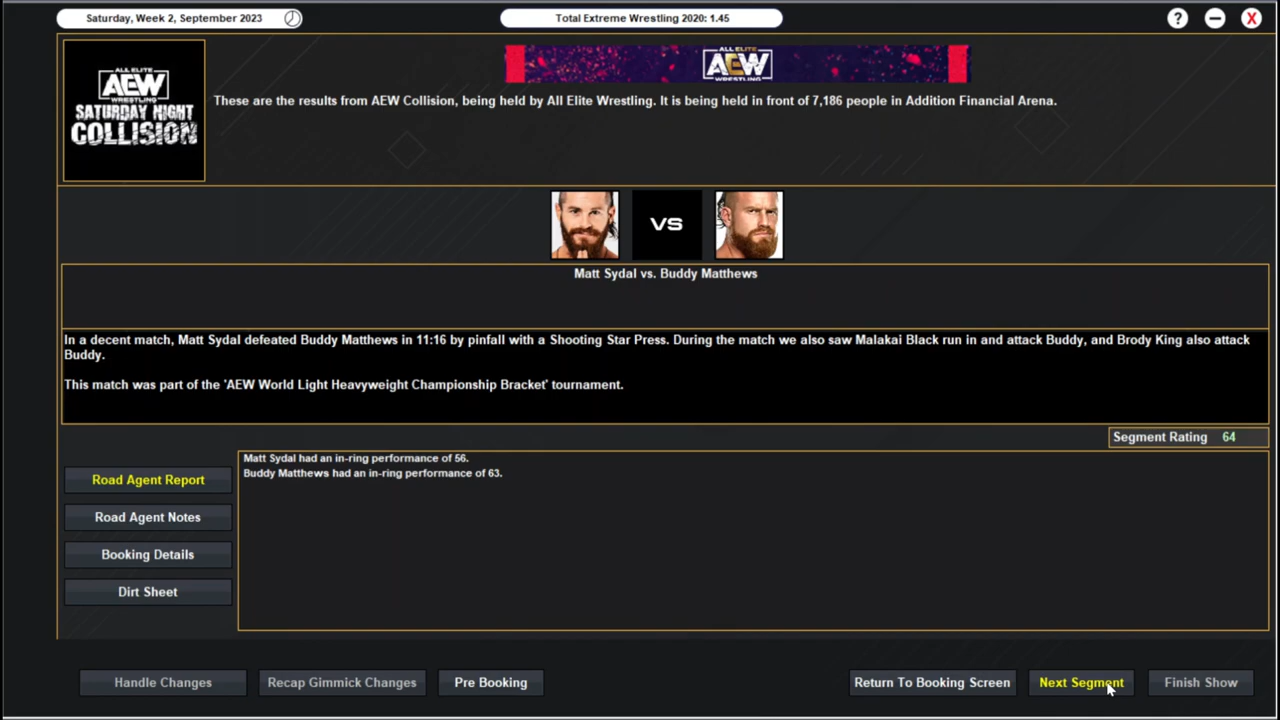 Saturday, Week 2, September 2023
Total Extreme Wrestling 2020: 1.45
?
X
ALL ELITE
AEW
WRESTLING
SATURDAY NIGHT
COLLISION
ALL ELITE
AEW
WRESTLING
These are the results from AEW Collision, being held by All Elite Wrestling. It is being held in front of 7,186 people in Addition Financial Arena.
VS
Matt Sydal vs. Buddy Matthews
In a decent match, Matt Sydal defeated Buddy Matthews in 11:16 by pinfall with a Shooting Star Press. During the match we also saw Malakai Black run in and attack Buddy, and Brody King also attack
Buddy.
This match was part of the 'AEW World Light Heavyweight Championship Bracket' tournament.
Segment Rating 64
Road Agent Report
Matt Sydal had an in-ring performance of 56.
Buddy Matthews had an in-ring performance of 63.
Road Agent Notes
Booking Details
Dirt Sheet
Handle Changes
Recap Gimmick Changes
Pre Booking
Return To Booking Screen
Next Segment
Finish Show